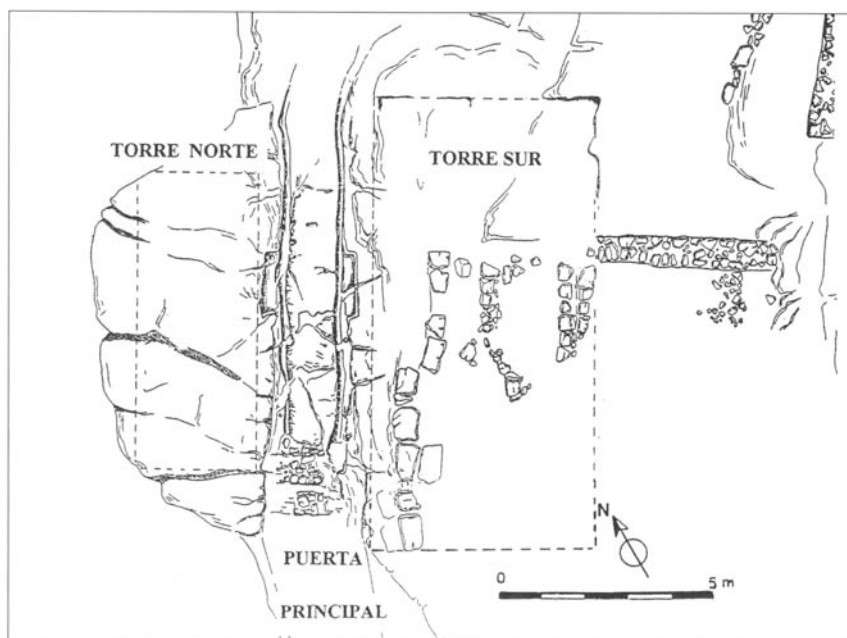 TORRE NORTE
TORRE SUR
N
0 5 m
PUERTA
PRINCIPAL